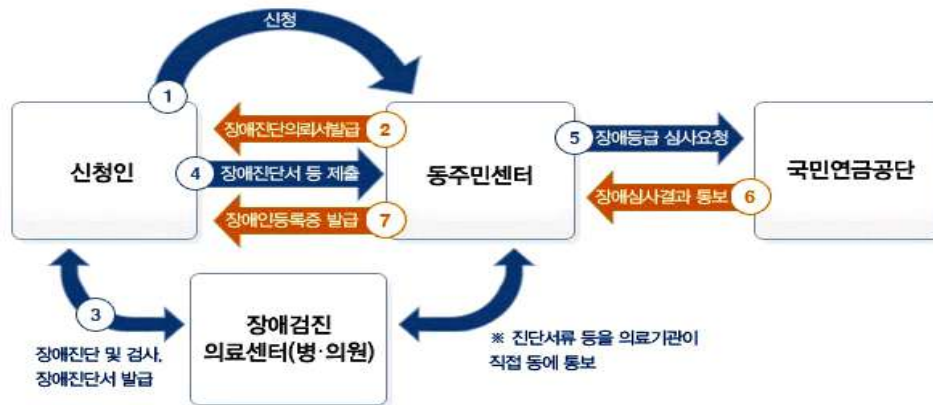 신청
1
장애진단의뢰서발급 2
5 장애등급 심사요청
신청인
4 장애진단서 등 제출
동주민센터
국민연금공단
장애심사결과 통보 6
장애인등록증 발급 7
3
장애검진
의료센터(병·의원)
장애진단 및 검사,
장애진단서 발급
※ 진단서류 등을 의료기관이
직접 동에 통보